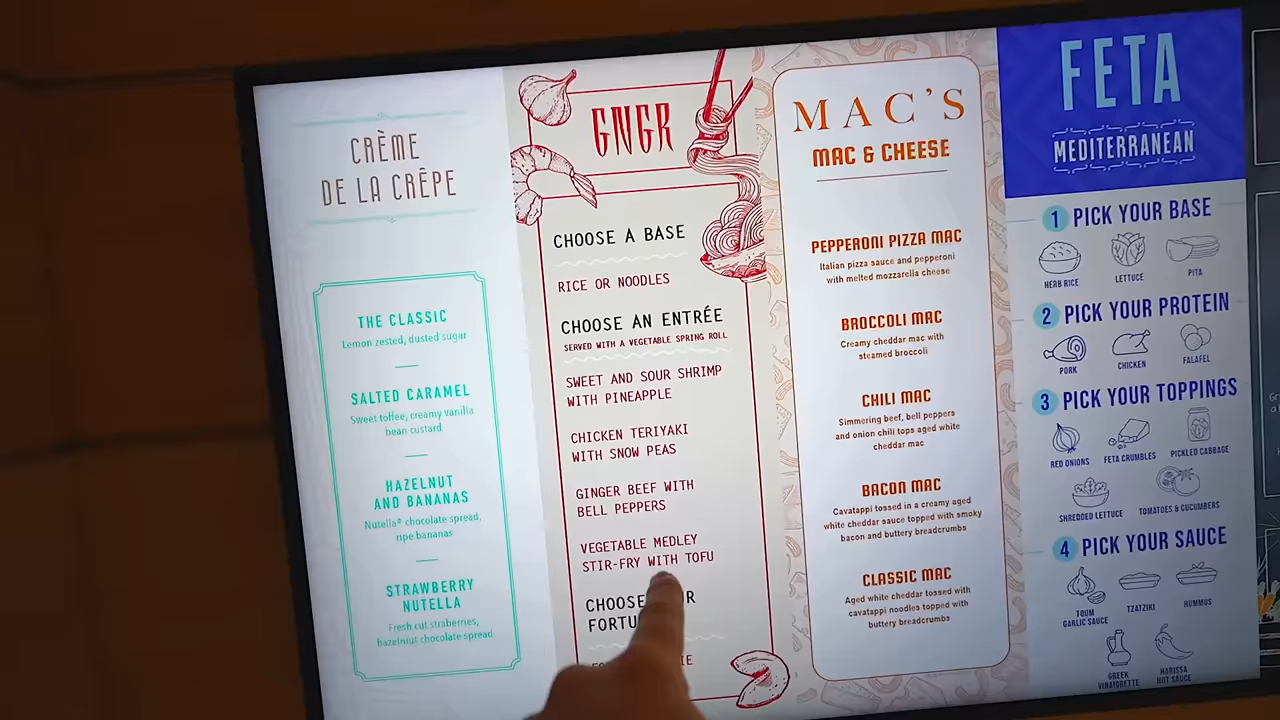 CRÈME
DE LA CRÊPE
THE CLASSIC
Lemon zested, dusted sugar
SALTED CARAMEL
Sweet toffee, creamy vanilla
bean custard
HAZELNUT
AND BANANAS
Nutella® chocolate spread,
ripe bananas
STRAWBERRY
NUTELLA
Fresh cut straberries,
hazelnut chocolate spread
GNGR
CHOOSE A BASE
RICE OR NOODLES
CHOOSE AN ENTRÉE
SERVED WITH A VEGETABLE SPRING ROLL
SWEET AND SOUR SHRIMP
WITH PINEAPPLE
CHICKEN TERIYAKI
WITH SNOW PEAS
GINGER BEEF WITH
BELL PEPPERS
VEGETABLE MEDLEY
STIR-FRY WITH TOFU
CHOOSE
MAC'S
MAC & CHEESE
PEPPERONI PIZZA MAC
Italian pizza sauce and pepperoni
with melted mozzarella cheese
BROCCOLI MAC
Creamy cheddar mac with
steamed broccoli
CHILI MAC
Simmering beef, bell peppers
and onion chili tops aged white
cheddar mac
BACON MAC
Cavatappi tossed in a creamy aged
white cheddar sauce topped with smoky
bacon and buttery breadcrumbs
CLASSIC MAC
Aged white cheddar tossed with
cavatappi noodles topped with
buttery breadcrumbs
FETA
MEDITERRANEAN
1 PICK YOUR BASE
HERB RICE
LETTUCE
PITA
2 PICK YOUR PROTEIN
PORK
CHICKEN
FALAFEL
3 PICK YOUR TOPPINGS
RED ONIONS
FETA CRUMBLES
PICKLED CABBAGE
SHREDDED LETTUCE
TOMATOES & CUCUMBERS
4 PICK YOUR SAUCE
TOUM
GARLIC SAUCE
TZATZIKI
HUMMUS
GREEK
VINAIGRETTE
HARISSA
HOT SAUCE